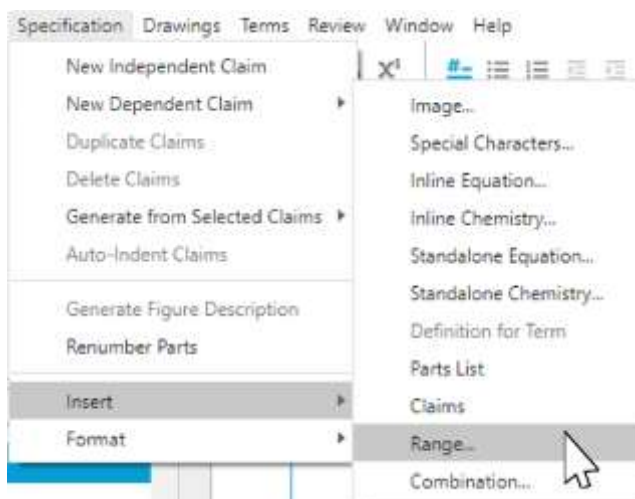 Specification Drawings Terms Review Window Help
New Independent Claim
New Dependent Claim
Duplicate Claims
Delete Claims
Generate from Selected Claims
Auto-Indent Claims
Generate Figure Description
Renumber Parts
Insert
Format
X¹ #
Image...
Special Characters...
Inline Equation...
Inline Chemistry...
Standalone Equation...
Standalone Chemistry...
Definition for Term
Parts List
Claims
Range...
Combination...